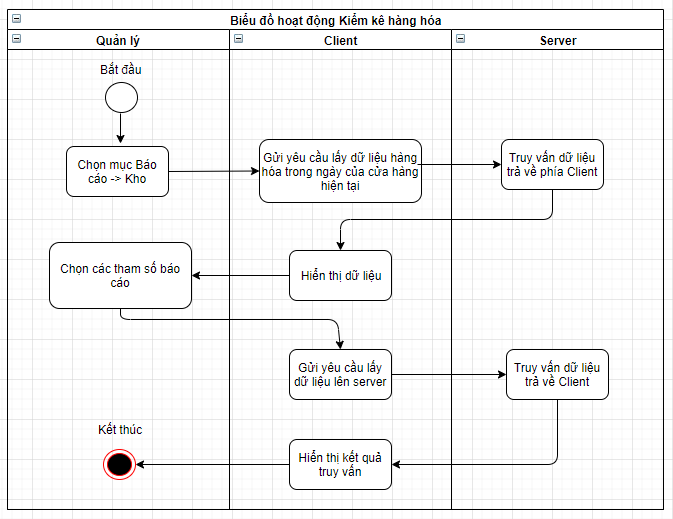 Biểu đồ hoạt động Kiểm kê hàng hóa
Quản lý
Client
Server
Bắt đầu
Chọn mục Báo
cáo -> Kho
Gửi yêu cầu lấy dữ liệu hàng
hóa trong ngày của cửa hàng
hiện tại
Truy vấn dữ liệu
trả về phía Client
Chọn các tham số báo
cáo
Hiển thị dữ liệu
Gửi yêu cầu lấy
dữ liệu lên server
Truy vấn dữ liệu
trả về Client
Kết thúc
Hiển thị kết quả
truy vấn